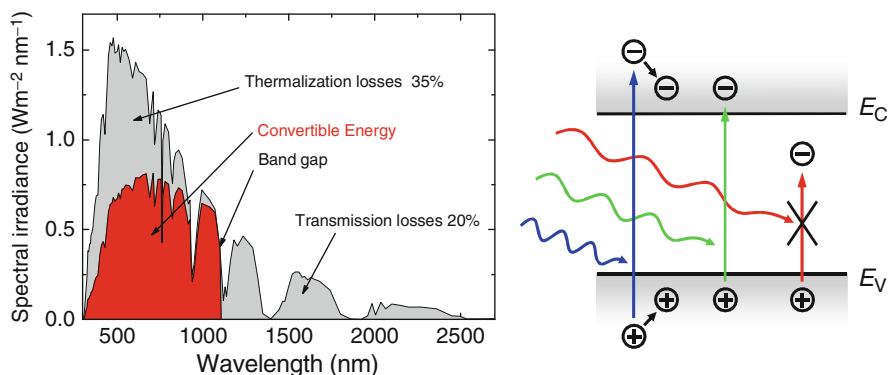 Spectral irradiance (Wm⁻² nm⁻¹)
1.5
1.0
0.5
0.0
500
1000
1500
2000
2500
Wavelength (nm)
Thermalization losses 35%
Convertible Energy
Band gap
Transmission losses 20%
E_C
E_V